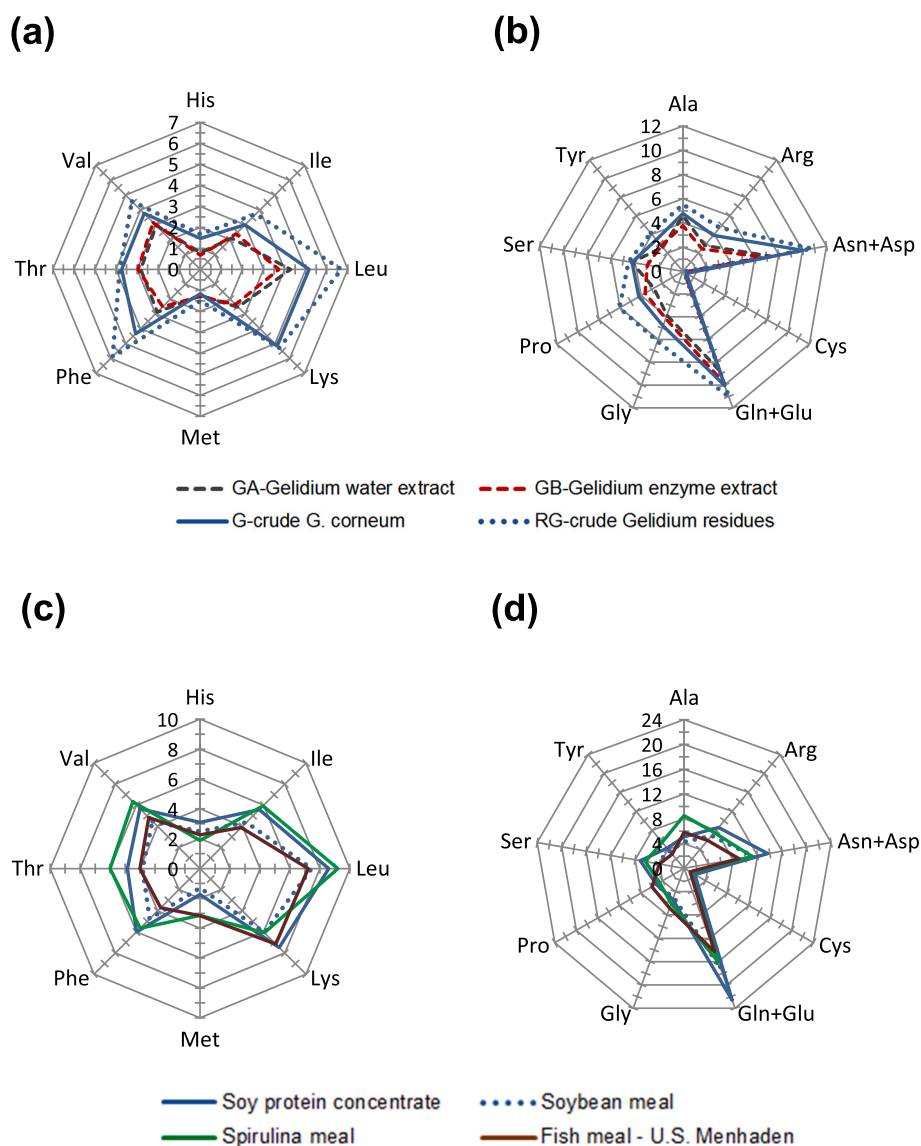 (a)
(b)
His
7
6
5
4
3
2
1
0
Ile
Leu
Lys
Met
Phe
Thr
Val
Ala
12
10
8
6
4
2
0
Arg
Asn+Asp
Cys
Gln+Glu
Gly
Pro
Ser
Tyr
GA-Gelidium water extract
GB-Gelidium enzyme extract
G-crude G. corneum
RG-crude Gelidium residues
(c)
(d)
His
10
8
6
4
2
0
Ile
Leu
Lys
Met
Phe
Thr
Val
Ala
24
20
16
12
8
4
0
Arg
Asn+Asp
Cys
Gln+Glu
Gly
Pro
Ser
Tyr
Soy protein concentrate
Soybean meal
Spirulina meal
Fish meal - U.S. Menhaden